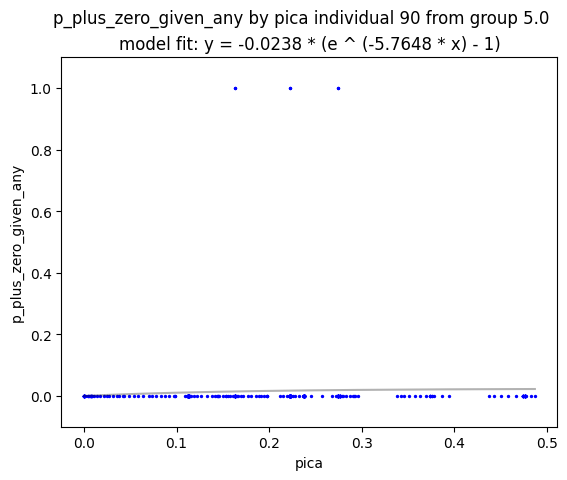 p_plus_zero_given_any by pica individual 90 from group 5.0
model fit: y = -0.0238 * (e ^ (-5.7648 * x) - 1)
1.0
0.8
0.6
0.4
0.2
0.0
p_plus_zero_given_any
0.0 0.1 0.2 0.3 0.4 0.5
pica